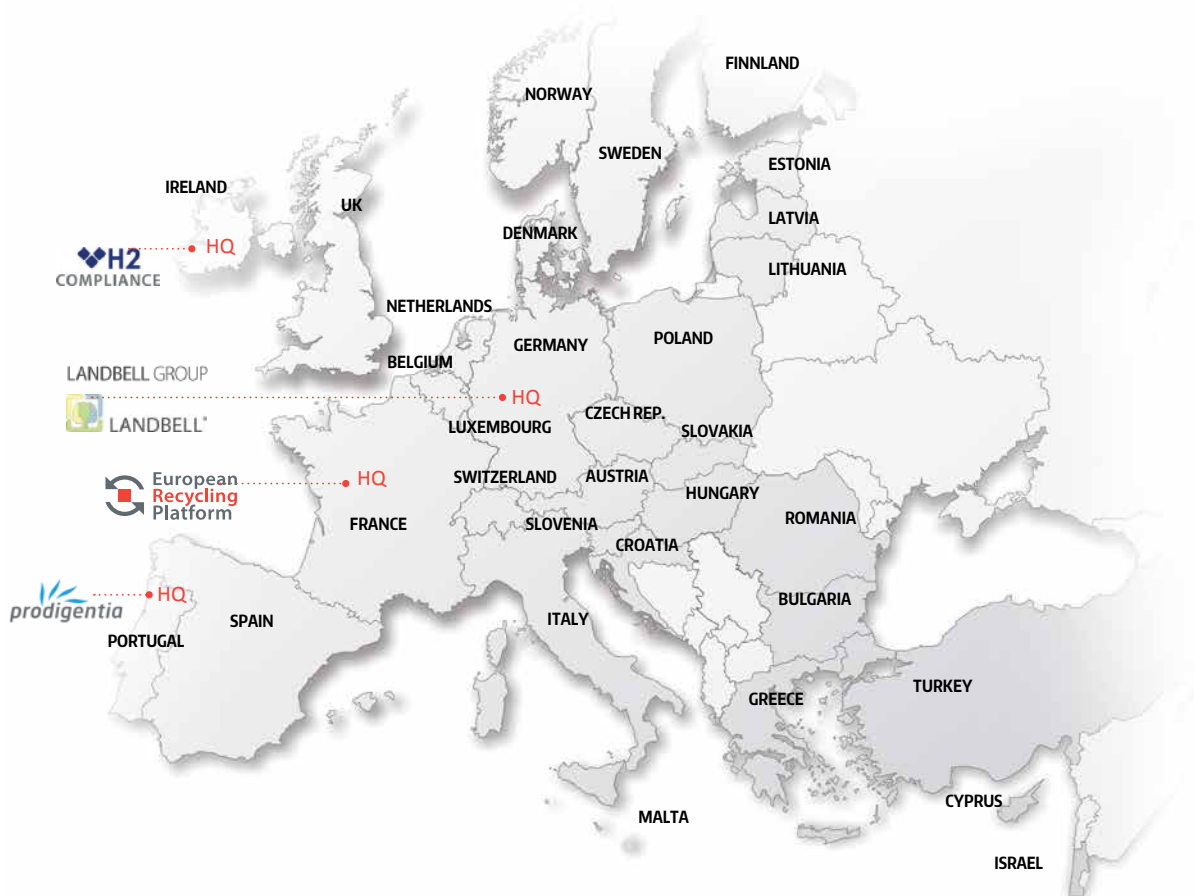 FINNLAND
NORWAY
SWEDEN
ESTONIA
IRELAND
UK
LATVIA
DENMARK
HQ
H2
COMPLIANCE
LITHUANIA
NETHERLANDS
GERMANY
POLAND
BELGIUM
LANDBELL GROUP
HQ
LANDBELL
CZECH REP.
LUXEMBOURG
SLOVAKIA
SWITZERLAND
AUSTRIA
European
Recycling
Platform
HQ
HUNGARY
FRANCE
SLOVENIA
ROMANIA
CROATIA
HQ
prodigentia
BULGARIA
SPAIN
ITALY
PORTUGAL
TURKEY
GREECE
CYPRUS
MALTA
ISRAEL